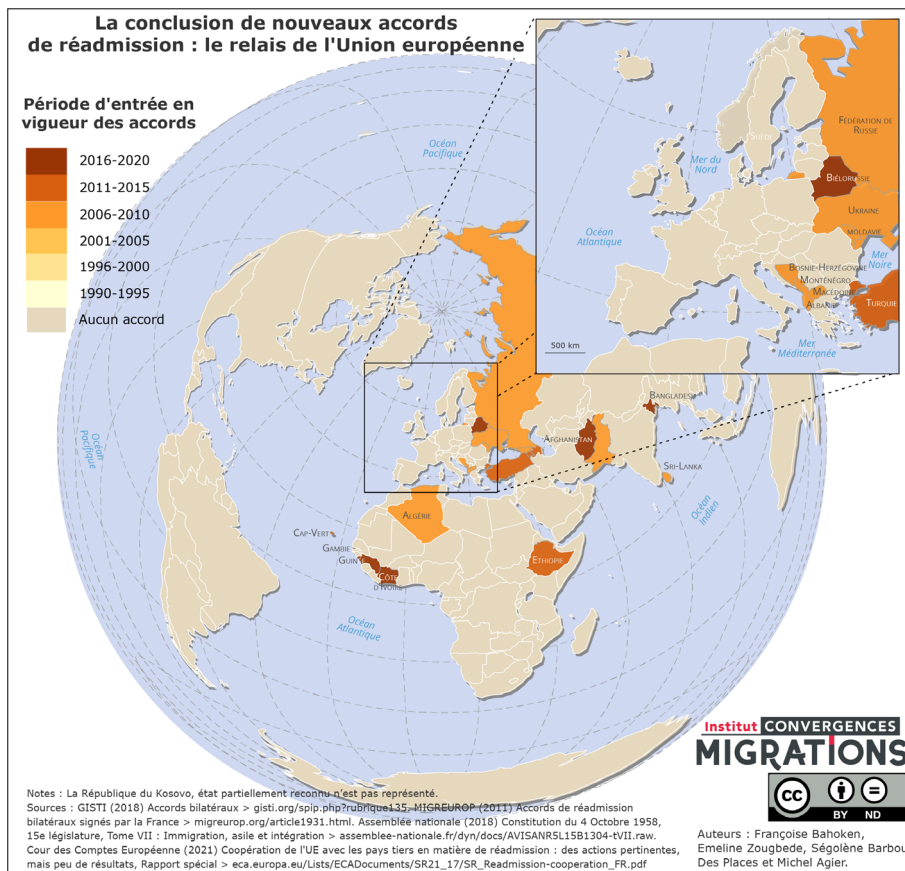 La conclusion de nouveaux accords
de réadmission : le relais de l'Union européenne
Période d'entrée en
vigueur des accords
2016-2020
2011-2015
2006-2010
2001-2005
1996-2000
1990-1995
Aucun accord
Océan
Pacifique
Fédération de
Russie
Suède
Mer du
Nord
Biélorussie
Océan
Atlantique
Ukraine
Moldavie
Mer
Noire
Bosnie-Herzégovine
Monténégro
Macédoine
Albanie
Turquie
Mer
Méditerranée
500 km
Bangladesh
Afghanistan
Sri-Lanka
Océan
Pacifique
Océan
Indien
Algérie
Cap-Vert
Gambie
Guin
Côte
d'Ivoire
Ethiopie
Océan
Atlantique
Institut CONVERGENCES
MIGRATIONS
CC
BY ND
Notes : La République du Kosovo, état partiellement reconnu n'est pas représenté.
Sources : GISTI (2018) Accords bilatéraux > gisti.org/spip.php?rubrique135. MIGREUROP (2011) Accords de réadmission
bilatéraux signés par la France > migreurop.org/article1931.html. Assemblée nationale (2018) Constitution du 4 Octobre 1958,
15e législature, Tome VII : Immigration, asile et intégration > assemblee-nationale.fr/dyn/docs/AVISANR5L15B1304-tVII.raw.
Cour des Comptes Européenne (2021) Coopération de l'UE avec les pays tiers en matière de réadmission : des actions pertinentes,
mais peu de résultats, Rapport spécial > eca.europa.eu/Lists/ECADocuments/SR21_17/SR_Readmission-cooperation_FR.pdf
Auteurs : Françoise Bahoken,
Emeline Zougbede, Ségolène Barbou
Des Places et Michel Agier.